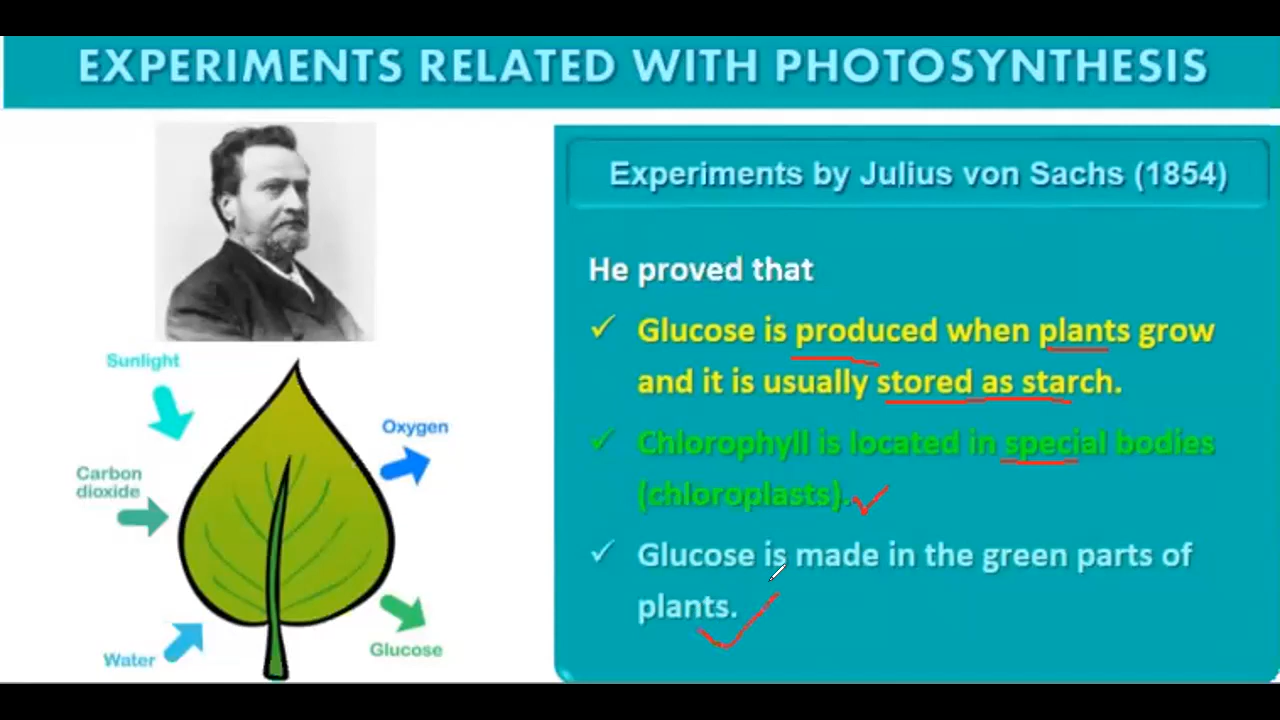 EXPERIMENTS RELATED WITH PHOTOSYNTHESIS
Experiments by Julius von Sachs (1854)
He proved that
✓ Glucose is produced when plants grow
and it is usually stored as starch.
✓ Chlorophyll is located in special bodies
(chloroplasts).
✓ Glucose is made in the green parts of
plants.
Sunlight
Oxygen
Carbon
dioxide
Glucose
Water